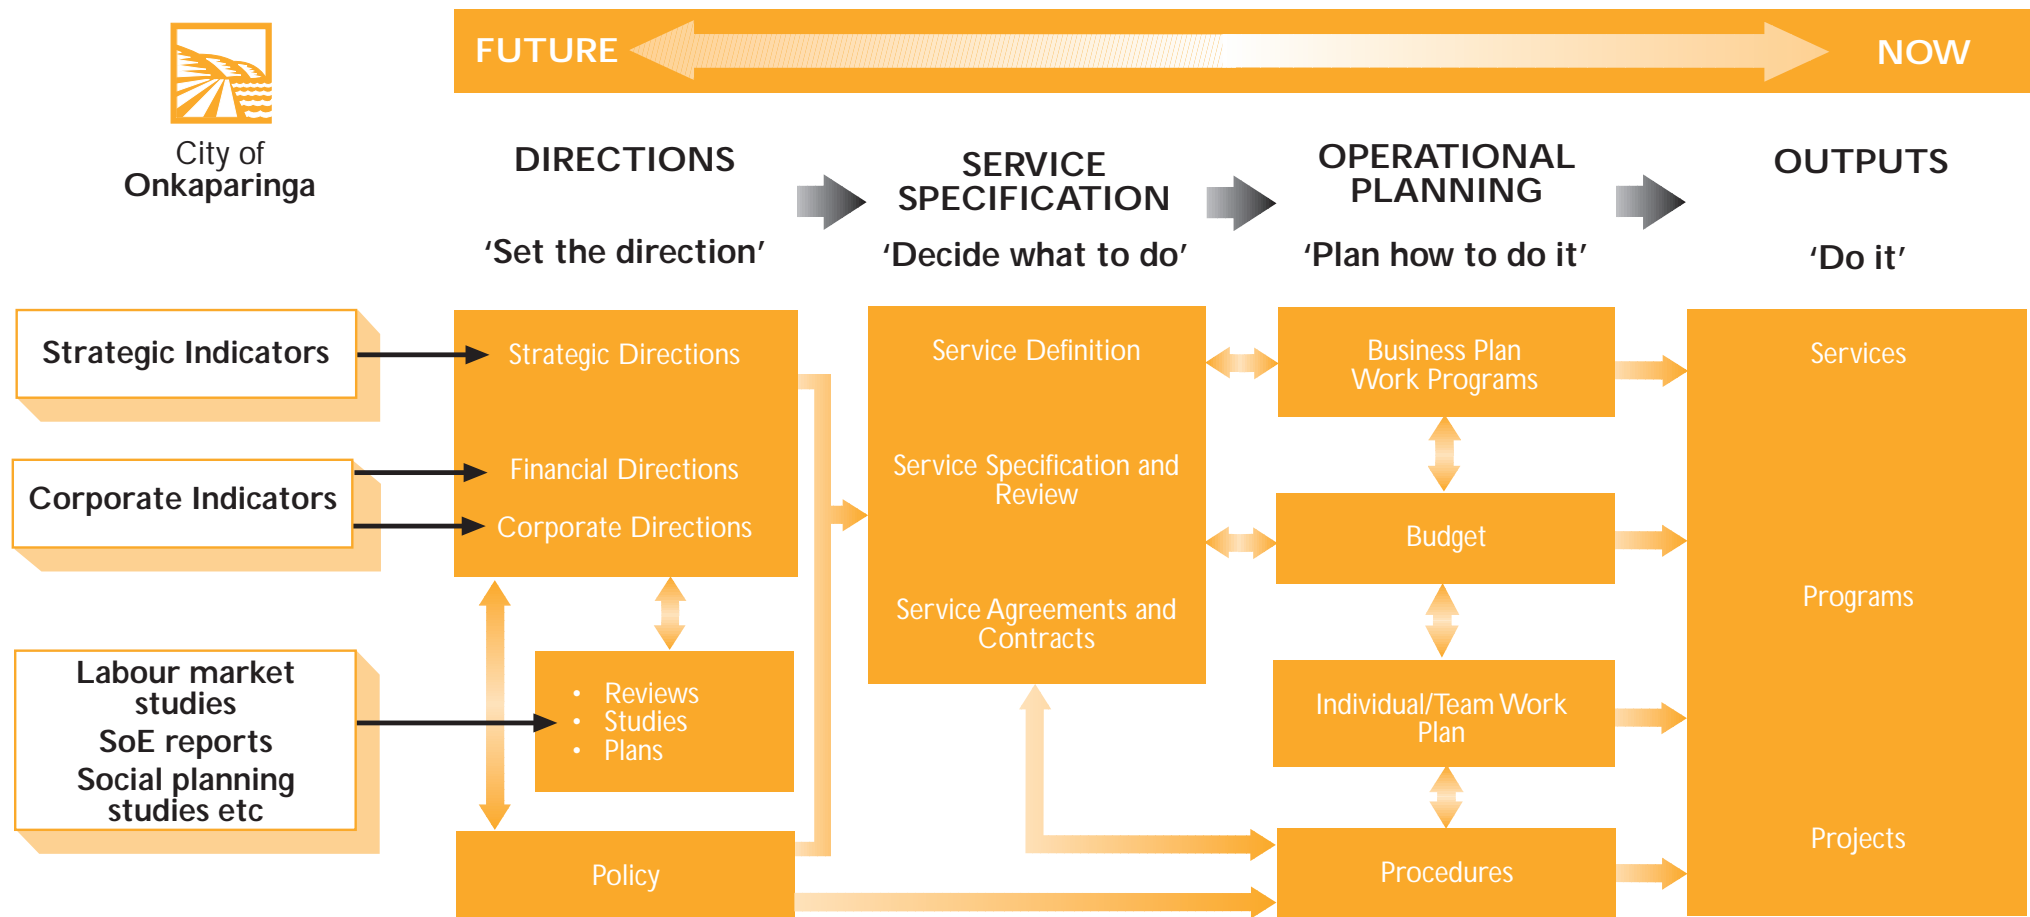 FUTURE
NOW
City of
Onkaparinga
DIRECTIONS
SERVICE
SPECIFICATION
OPERATIONAL
PLANNING
OUTPUTS
‘Set the direction’
‘Decide what to do’
‘Plan how to do it’
‘Do it’
Strategic Indicators
Corporate Indicators
Labour market
studies
SoE reports
Social planning
studies etc
Strategic Directions
Financial Directions
Corporate Directions
• Reviews
• Studies
• Plans
Policy
Service Definition
Service Specification and
Review
Service Agreements and
Contracts
Business Plan
Work Programs
Budget
Individual/Team Work
Plan
Procedures
Services
Programs
Projects